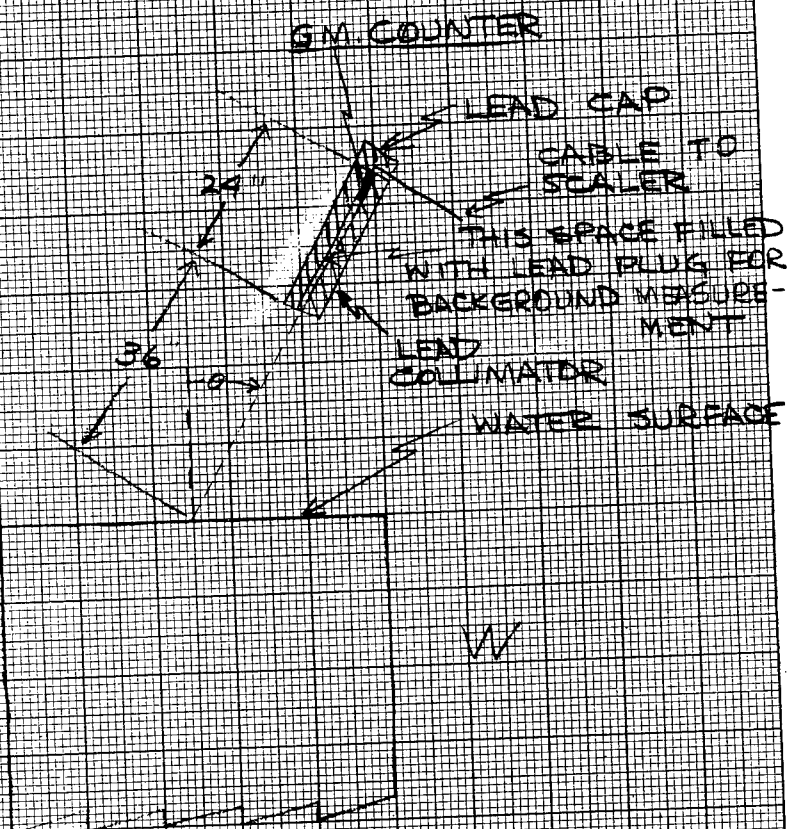 G.M. COUNTER
LEAD CAP
CABLE TO
SCALER
24"
THIS SPACE FILLED
WITH LEAD PLUG FOR
BACKGROUND MEASURE-
MENT
36"
LEAD
COLLIMATOR
θ
WATER SURFACE
W